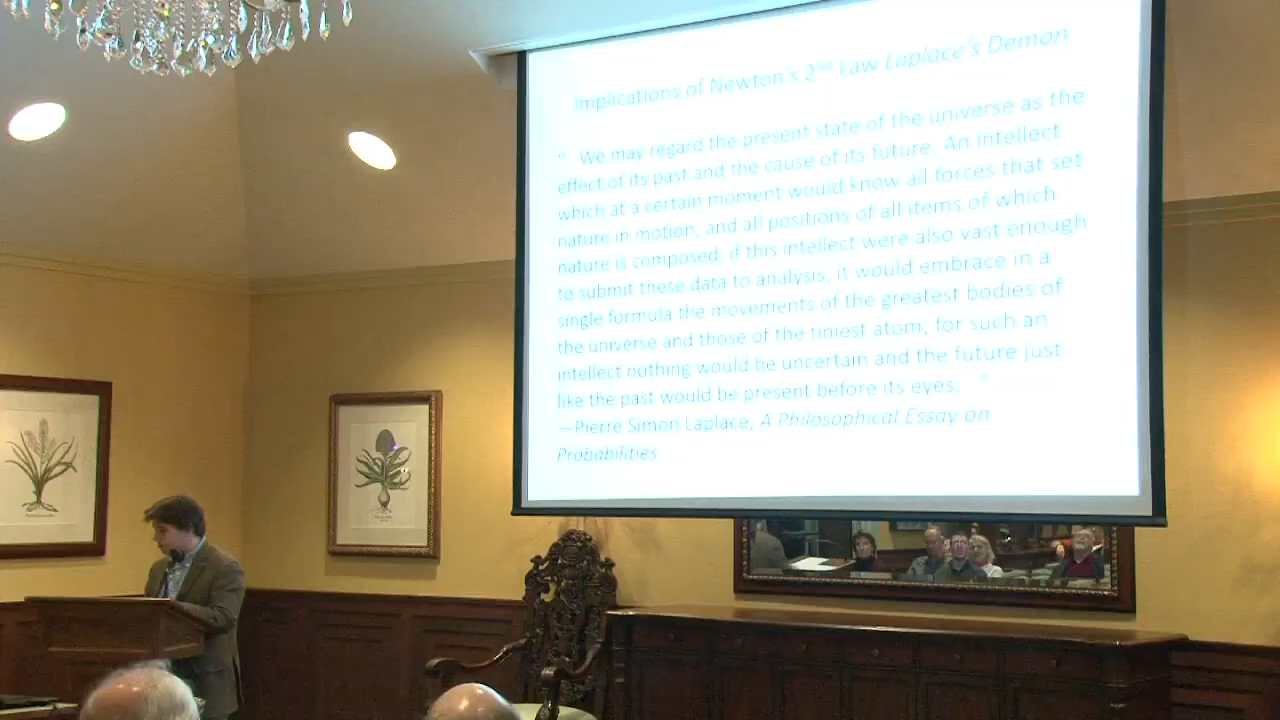 Implications of Newton's 2nd Law Laplace's Demon
" We may regard the present state of the universe as the
effect of its past and the cause of its future. An intellect
which at a certain moment would know all forces that set
nature in motion, and all positions of all items of which
nature is composed, if this intellect were also vast enough
to submit these data to analysis, it would embrace in a
single formula the movements of the greatest bodies of
the universe and those of the tiniest atom; for such an
intellect nothing would be uncertain and the future just
like the past would be present before its eyes. "
—Pierre Simon Laplace, A Philosophical Essay on
Probabilities